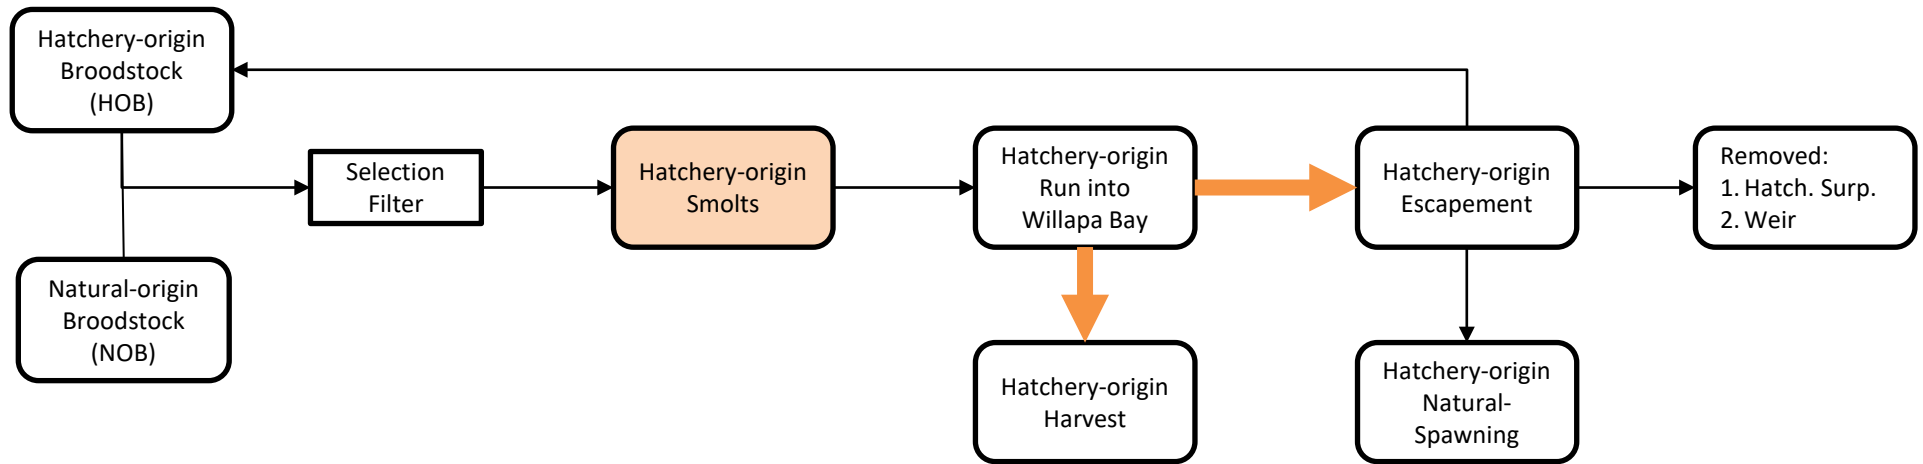 Hatchery-origin
Broodstock
(HOB)
Natural-origin
Broodstock
(NOB)
Selection
Filter
Hatchery-origin
Smolts
Hatchery-origin
Run into
Willapa Bay
Hatchery-origin
Harvest
Hatchery-origin
Escapement
Hatchery-origin
Natural-
Spawning
Removed:
1. Hatch. Surp.
2. Weir